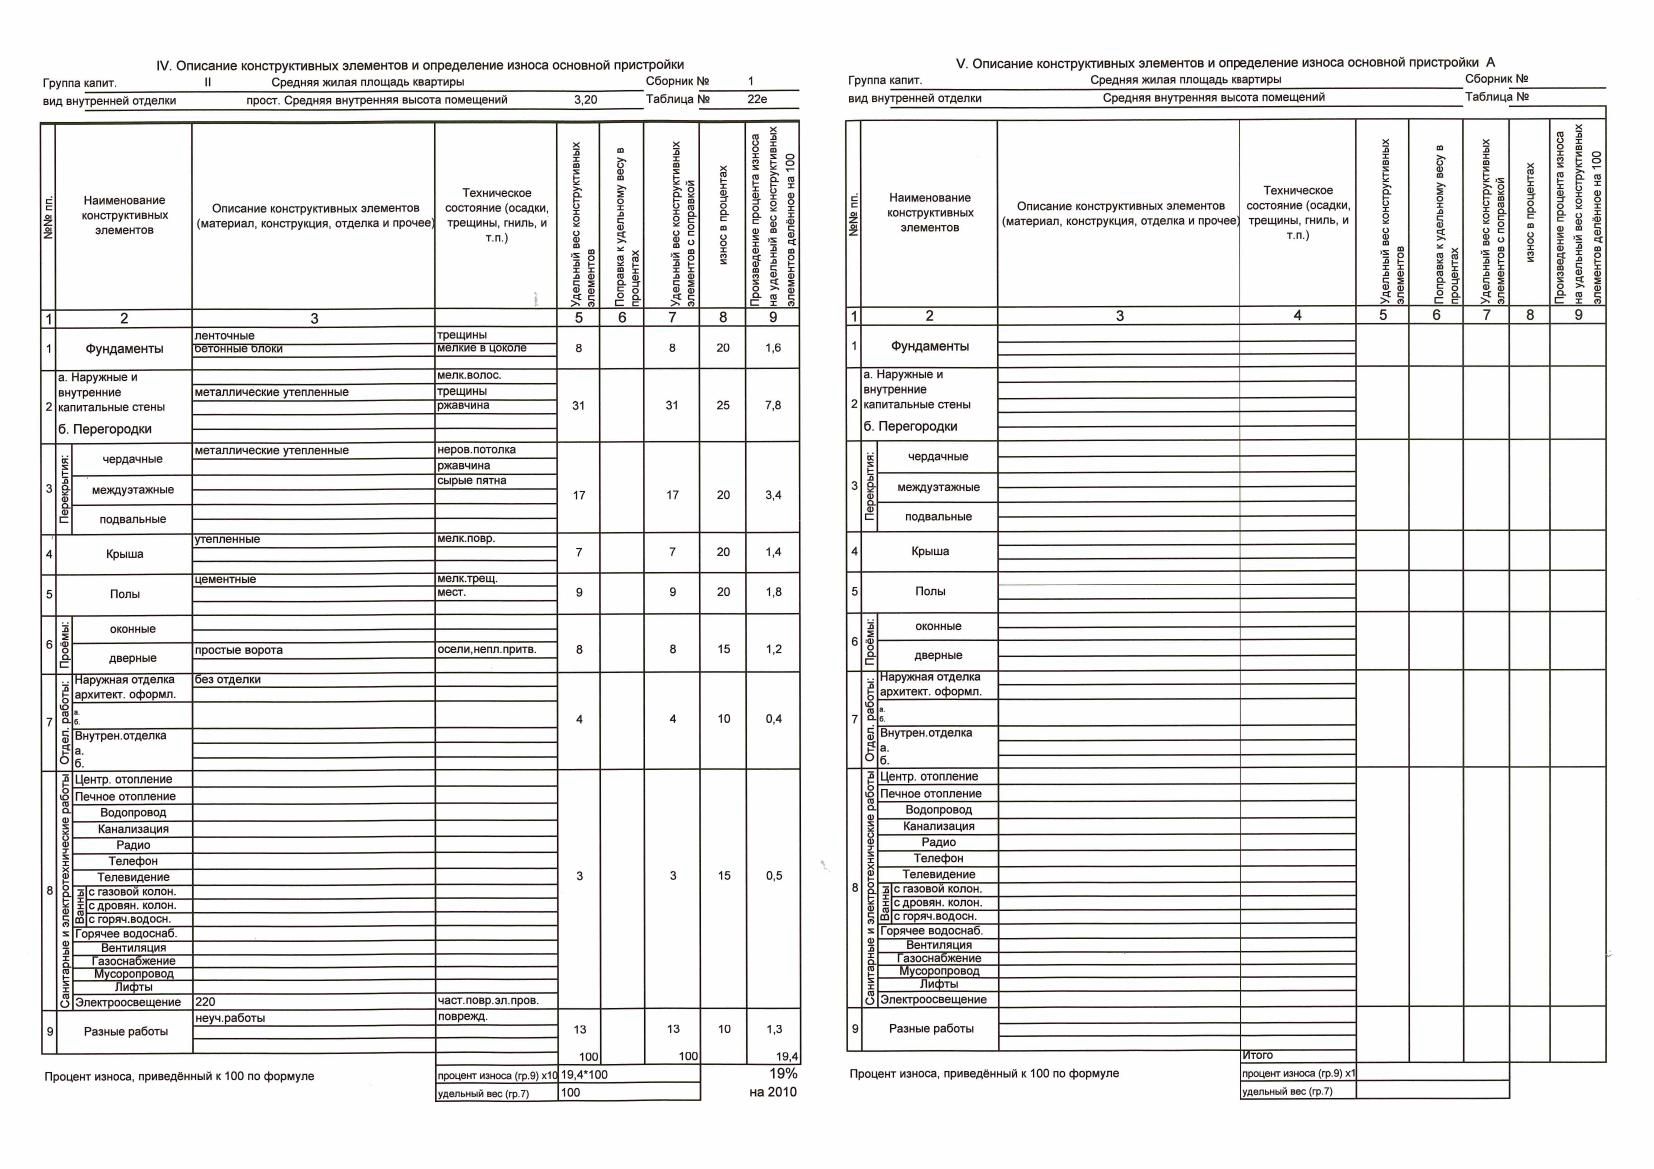 IV. Описание конструктивных элементов и определение износа основной пристройки
Группа капит. II Средняя жилая площадь квартиры Сборник № 1
вид внутренней отделки прост. Средняя внутренняя высота помещений 3,20 Таблица № 22е
№№ пп.
Наименование конструктивных элементов
Описание конструктивных элементов (материал, конструкция, отделка и прочее)
Техническое состояние (осадки, трещины, гниль, и т.п.)
Удельный вес конструктивных элементов
Поправка к удельному весу в процентах
Удельный вес конструктивных элементов с поправкой
износ в процентах
Произведение процента износа на удельный вес конструктивных элементов делённое на 100
1 2 3 5 6 7 8 9
ленточные трещины
1 Фундаменты бетонные блоки мелкие в цоколе 8 8 20 1,6
а. Наружные и мелк.волос.
внутренние металлические утепленные трещины
2 капитальные стены ржавчина 31 31 25 7,8
б. Перегородки
3 Перекрытия:
чердачные металлические утепленные неров.потолка
ржавчина
междуэтажные сырые пятна 17 17 20 3,4
подвальные
утепленные мелк.повр.
4 Крыша 7 7 20 1,4
цементные мелк.трещ.
5 Полы мест. 9 9 20 1,8
6 Проёмы:
оконные
дверные простые ворота осели,непл.притв. 8 8 15 1,2
7 Отдел. работы:
Наружная отделка без отделки
архитект. оформл.
а.
б. 4 4 10 0,4
Внутрен.отделка
а.
б.
8 Санитарные и электротехнические работы
Центр. отопление
Печное отопление
Водопровод
Канализация
Радио
Телефон
Телевидение 3 3 15 0,5
Ванны
с газовой колон.
с дровян. колон.
с горяч.водосн.
Горячее водоснаб.
Вентиляция
Газоснабжение
Мусоропровод
Лифты
Электроосвещение 220 част.повр.эл.пров.
неуч.работы поврежд.
9 Разные работы 13 13 10 1,3
100 100 19,4
Процент износа, приведённый к 100 по формуле процент износа (гр.9) х10 19,4*100 19%
удельный вес (гр.7) 100 на 2010
V. Описание конструктивных элементов и определение износа основной пристройки А
Группа капит. Средняя жилая площадь квартиры Сборник №
вид внутренней отделки Средняя внутренняя высота помещений Таблица №
№№ пп.
Наименование конструктивных элементов
Описание конструктивных элементов (материал, конструкция, отделка и прочее)
Техническое состояние (осадки, трещины, гниль, и т.п.)
Удельный вес конструктивных элементов
Поправка к удельному весу в процентах
Удельный вес конструктивных элементов с поправкой
износ в процентах
Произведение процента износа на удельный вес конструктивных элементов делённое на 100
1 2 3 4 5 6 7 8 9
1 Фундаменты
а. Наружные и
внутренние
2 капитальные стены
б. Перегородки
3 Перекрытия:
чердачные
междуэтажные
подвальные
4 Крыша
5 Полы
6 Проёмы:
оконные
дверные
7 Отдел. работы:
Наружная отделка
архитект. оформл.
а.
б.
Внутрен.отделка
а.
б.
8 Санитарные и электротехнические работы
Центр. отопление
Печное отопление
Водопровод
Канализация
Радио
Телефон
Телевидение
Ванны
с газовой колон.
с дровян. колон.
с горяч.водосн.
Горячее водоснаб.
Вентиляция
Газоснабжение
Мусоропровод
Лифты
Электроосвещение
9 Разные работы
Итого
Процент износа, приведённый к 100 по формуле процент износа (гр.9) х1
удельный вес (гр.7)